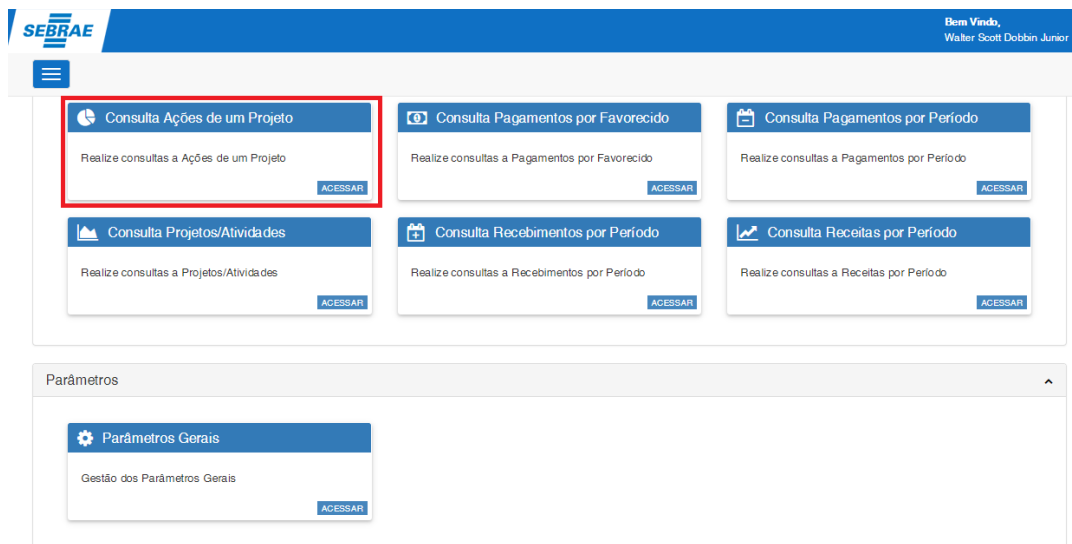 SEBRAE
Bem Vindo,
Walter Scott Dobbin Junior
Consulta Ações de um Projeto
Realize consultas a Ações de um Projeto
ACESSAR
Consulta Pagamentos por Favorecido
Realize consultas a Pagamentos por Favorecido
ACESSAR
Consulta Pagamentos por Período
Realize consultas a Pagamentos por Período
ACESSAR
Consulta Projetos/Atividades
Realize consultas a Projetos/Atividades
ACESSAR
Consulta Recebimentos por Período
Realize consultas a Recebimentos por Período
ACESSAR
Consulta Receitas por Período
Realize consultas a Receitas por Período
ACESSAR
Parâmetros
Parâmetros Gerais
Gestão dos Parâmetros Gerais
ACESSAR